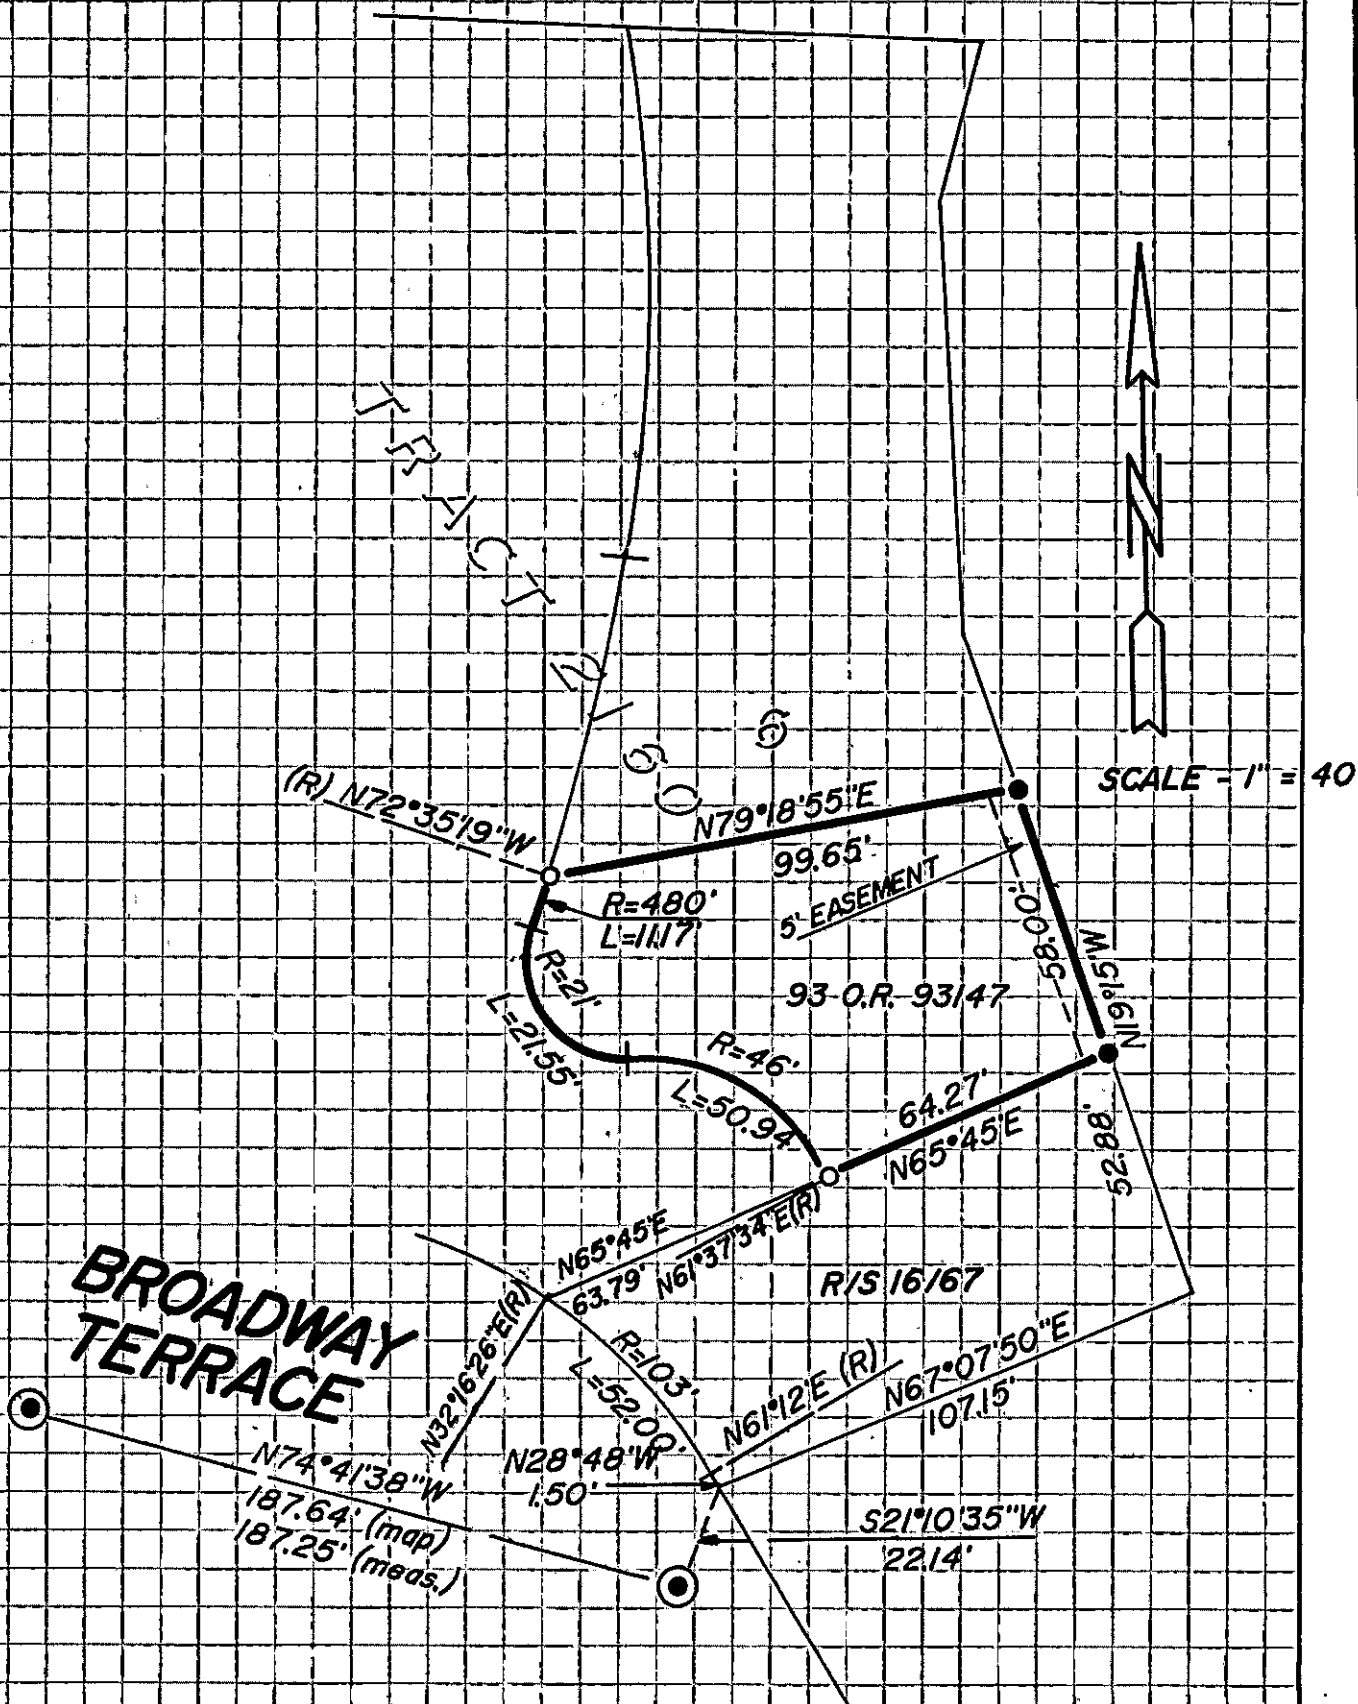 TRACT 2160
6
N
SCALE - 1" = 40
(R) N72°35'19"W
N79°18'55"E
99.65'
R=480'
L=11.17'
5' EASEMENT
58.00'
N19°15'W
R=21'
L=21.55'
93 O.R. 93147
R=46'
L=50.94'
64.27'
N65°45'E
52.88'
N65°45'E
63.79'
N61°37'34"E(R)
R/S 16/67
BROADWAY
TERRACE
N32°16'26"E(R)
R=103'
L=52.00'
N61°12'E (R)
N67°07'50"E
107.15'
N74°41'38"W
187.64' (map)
187.25' (meas.)
N28°48'W
1.50'
S21°10'35"W
22.14'